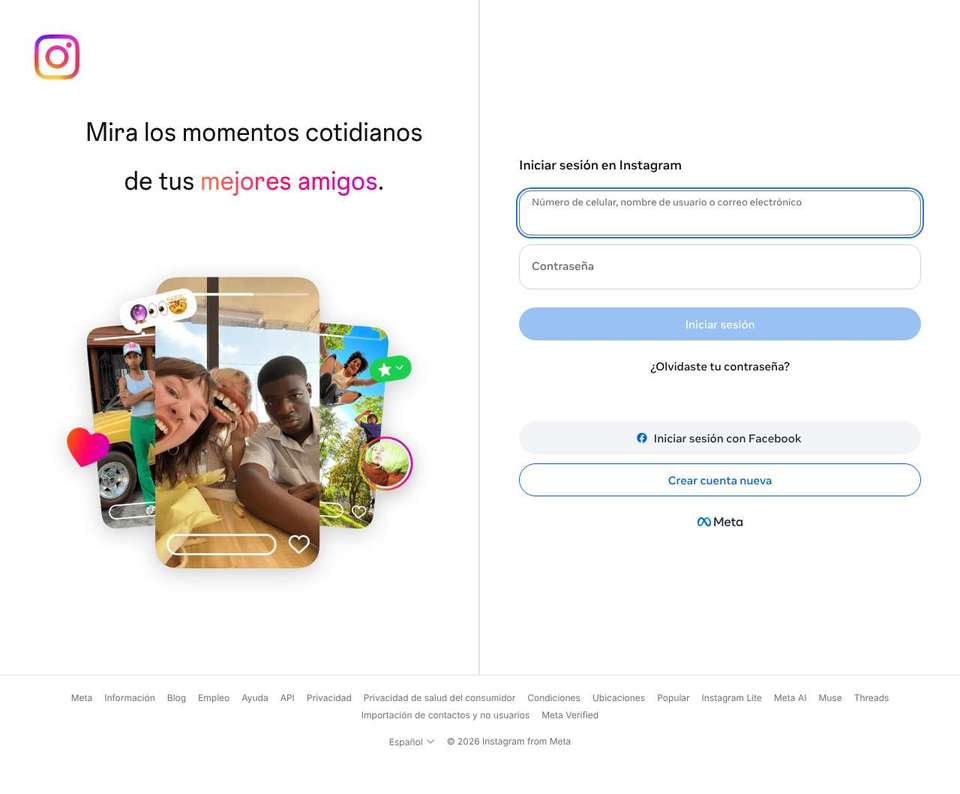 Mira los momentos cotidianos
de tus mejores amigos.
Iniciar sesión en Instagram
Número de celular, nombre de usuario o correo electrónico
Contraseña
Iniciar sesión
¿Olvidaste tu contraseña?
Iniciar sesión con Facebook
Crear cuenta nueva
Meta
Meta Información Blog Empleo Ayuda API Privacidad Privacidad de salud del consumidor Condiciones Ubicaciones Popular Instagram Lite Meta AI Muse Threads
Importación de contactos y no usuarios Meta Verified
Español © 2026 Instagram from Meta